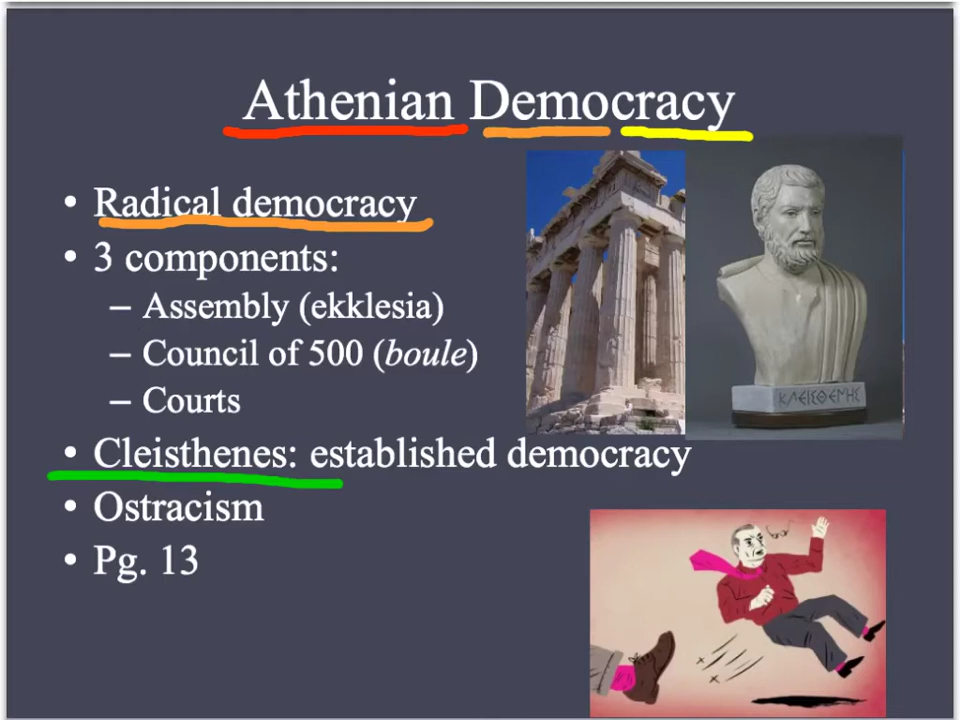 Athenian Democracy
• Radical democracy
• 3 components:
– Assembly (ekklesia)
– Council of 500 (boule)
– Courts
ΚΛΕΙΣΘΕΝΗΣ
• Cleisthenes: established democracy
• Ostracism
• Pg. 13